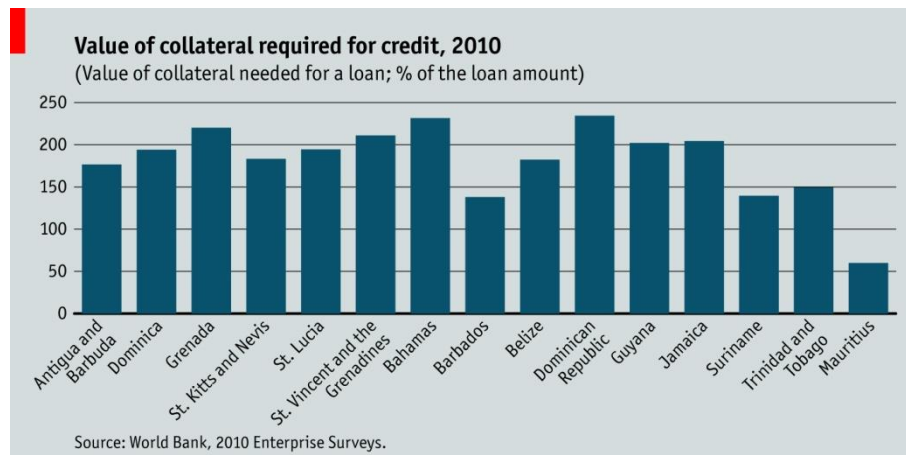 Value of collateral required for credit, 2010
(Value of collateral needed for a loan; % of the loan amount)
250
200
150
100
50
0
Antigua and
Barbuda
Dominica
Grenada
St. Kitts and Nevis
St. Lucia
St. Vincent and the
Grenadines
Bahamas
Barbados
Belize
Dominican
Republic
Guyana
Jamaica
Suriname
Trinidad and
Tobago
Mauritius
Source: World Bank, 2010 Enterprise Surveys.